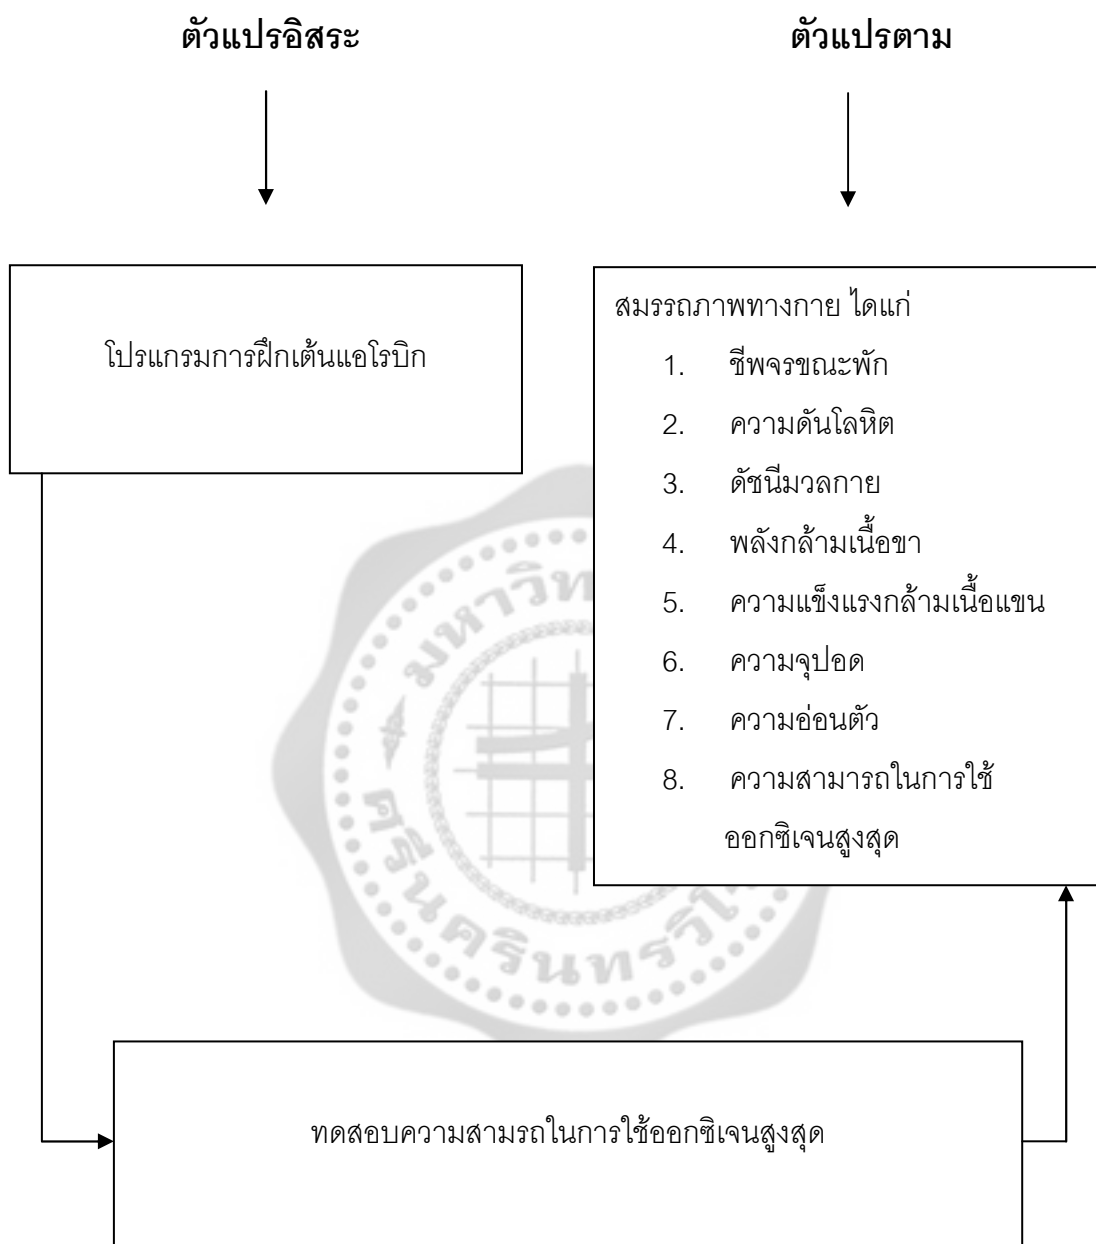 ตัวแปรอิสระ
ตัวแปรตาม
โปรแกรมการฝึกเต้นแอโรบิก
สมรรถภาพทางกาย ไดแก่
1. ชีพจรขณะพัก
2. ความดันโลหิต
3. ดัชนีมวลกาย
4. พลังกล้ามเนื้อขา
5. ความแข็งแรงกล้ามเนื้อแขน
6. ความจุปอด
7. ความอ่อนตัว
8. ความสามารถในการใช้
ออกซิเจนสูงสุด
ทดสอบความสามรถในการใช้ออกซิเจนสูงสุด